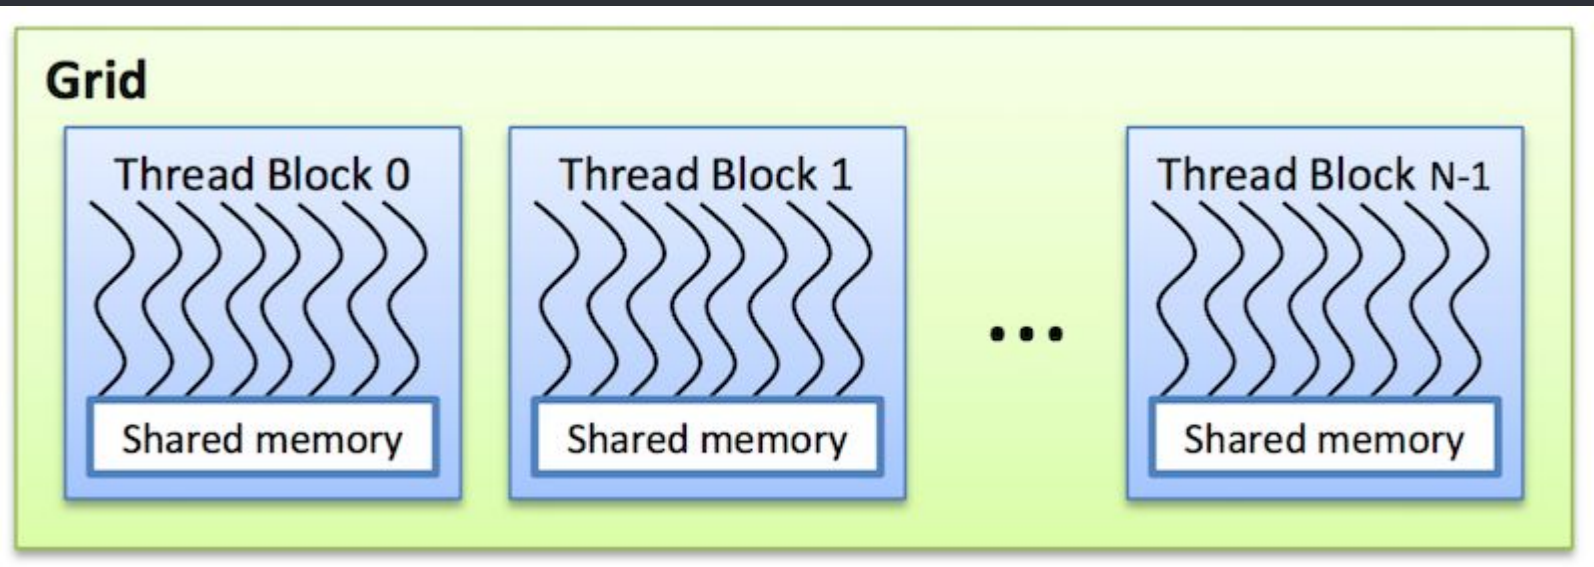 Grid
Thread Block 0
Thread Block 1
Thread Block N-1
...
Shared memory
Shared memory
Shared memory